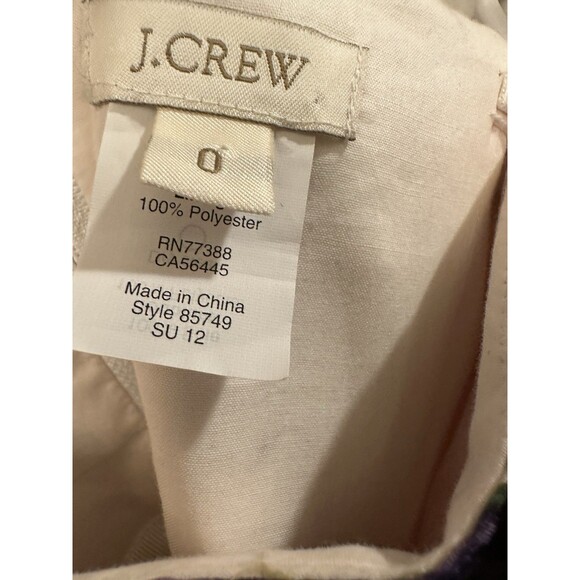 J.CREW
0
100% Polyester
RN77388
CA56445
Made in China
Style 85749
SU 12